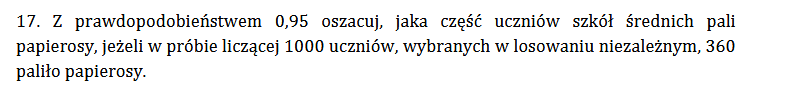 17. Z prawdopodobieństwem 0,95 oszacuj, jaka część uczniów szkół średnich pali
papierosy, jeżeli w próbie liczącej 1000 uczniów, wybranych w losowaniu niezależnym, 360
paliło papierosy.